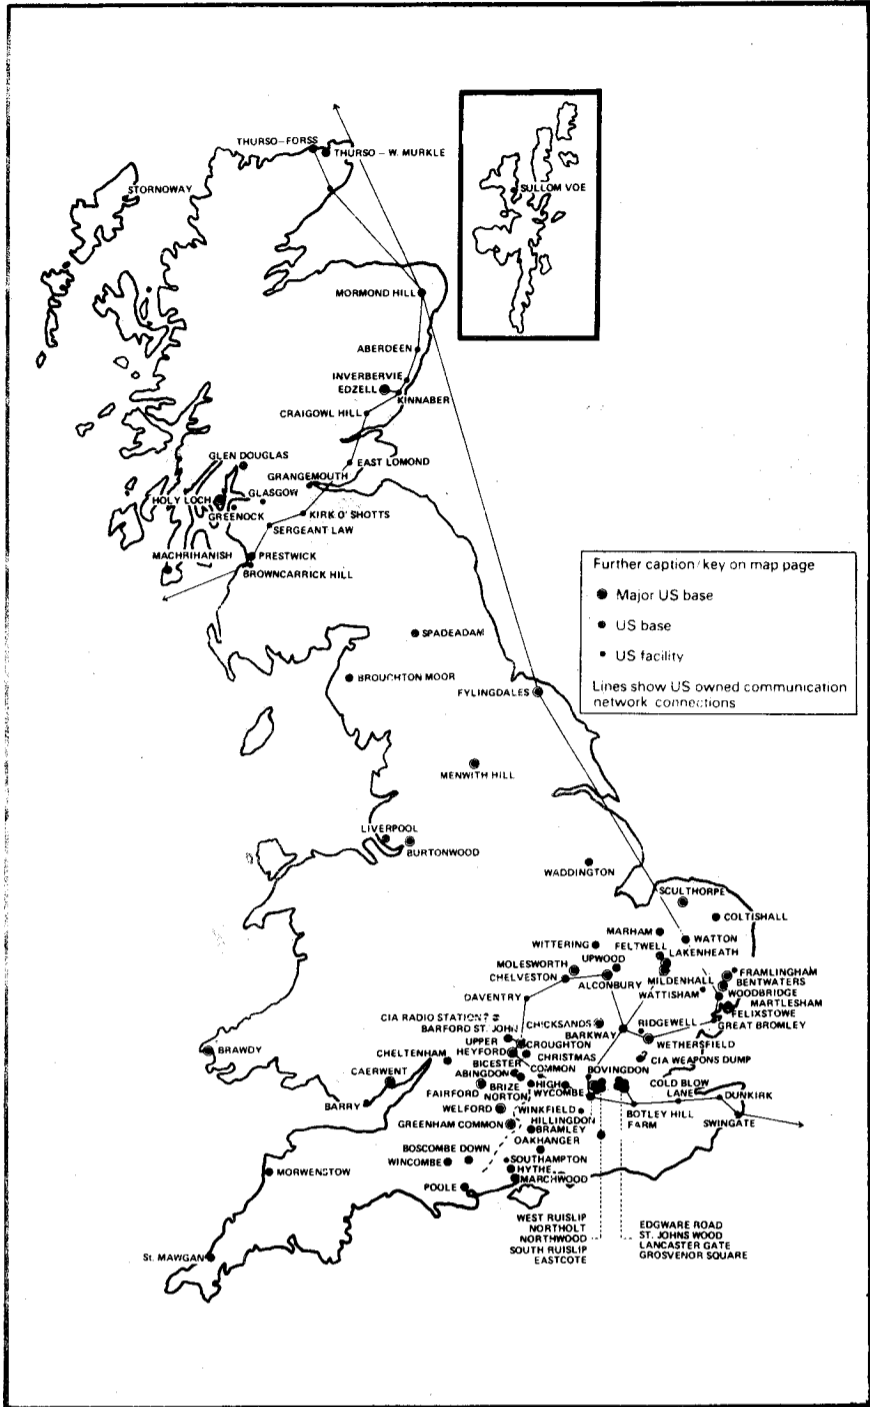 THURSO–FORSS
THURSO – W. MURKLE
STORNOWAY
SULLOM VOE
MORMOND HILL
ABERDEEN
INVERBERVIE
EDZELL
KINNABER
CRAIGOWL HILL
EAST LOMOND
GLEN DOUGLAS
GRANGEMOUTH
HOLY LOCH
GLASGOW
GREENOCK
KIRK O' SHOTTS
SERGEANT LAW
MACHRIHANISH
PRESTWICK
BROWNCARRICK HILL
Further caption/key on map page
Major US base
US base
US facility
Lines show US owned communication
network connections
SPADEADAM
BROUCHTON MOOR
FYLINGDALES
MENWITH HILL
LIVERPOOL
BURTONWOOD
WADDINGTON
SCULTHORPE
COLTISHALL
MARHAM
WATTON
WITTERING
FELTWELL
LAKENHEATH
MOLESWORTH
UPWOOD
CHELVESTON
ALCONBURY
MILDENHALL
WATTISHAM
FRAMLINGHAM
BENTWATERS
WOODBRIDGE
MARTLESHAM
FELIXSTOWE
GREAT BROMLEY
DAVENTRY
CIA RADIO STATION?
BARFORD ST. JOHN
CHICKSANDS
RIDGEWELL
BARKWAY
WETHERSFIELD
UPPER
HEYFORD
CROUGHTON
CHRISTMAS
COMMON
CIA WEAPONS DUMP
BRAWDY
CHELTENHAM
CAERWENT
BICESTER
ABINGDON
BOVINGDON
FAIRFORD
BRIZE
NORTON
HIGH
WYCOMBE
COLD BLOW
LANE
DUNKIRK
BARRY
WELFORD
WINKFIELD
HILLINGDON
BOTLEY HILL
FARM
SWINGATE
GREENHAM COMMON
BRAMLEY
OAKHANGER
BOSCOMBE DOWN
WINCOMBE
SOUTHAMPTON
HYTHE
MARCHWOOD
MORWENSTOW
POOLE
WEST RUISLIP
NORTHOLT
NORTHWOOD
SOUTH RUISLIP
EASTCOTE
EDGWARE ROAD
ST. JOHNS WOOD
LANCASTER GATE
GROSVENOR SQUARE
St. MAWGAN